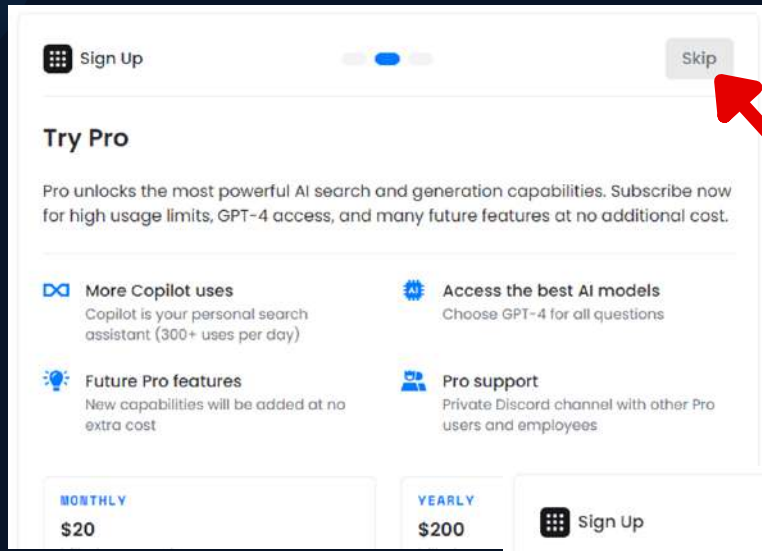 Sign Up
Skip
Try Pro
Pro unlocks the most powerful AI search and generation capabilities. Subscribe now
for high usage limits, GPT-4 access, and many future features at no additional cost.
More Copilot uses
Copilot is your personal search
assistant (300+ uses per day)
AI
Access the best AI models
Choose GPT-4 for all questions
Future Pro features
New capabilities will be added at no
extra cost
Pro support
Private Discord channel with other Pro
users and employees
MONTHLY
$20
YEARLY
$200
Sign Up